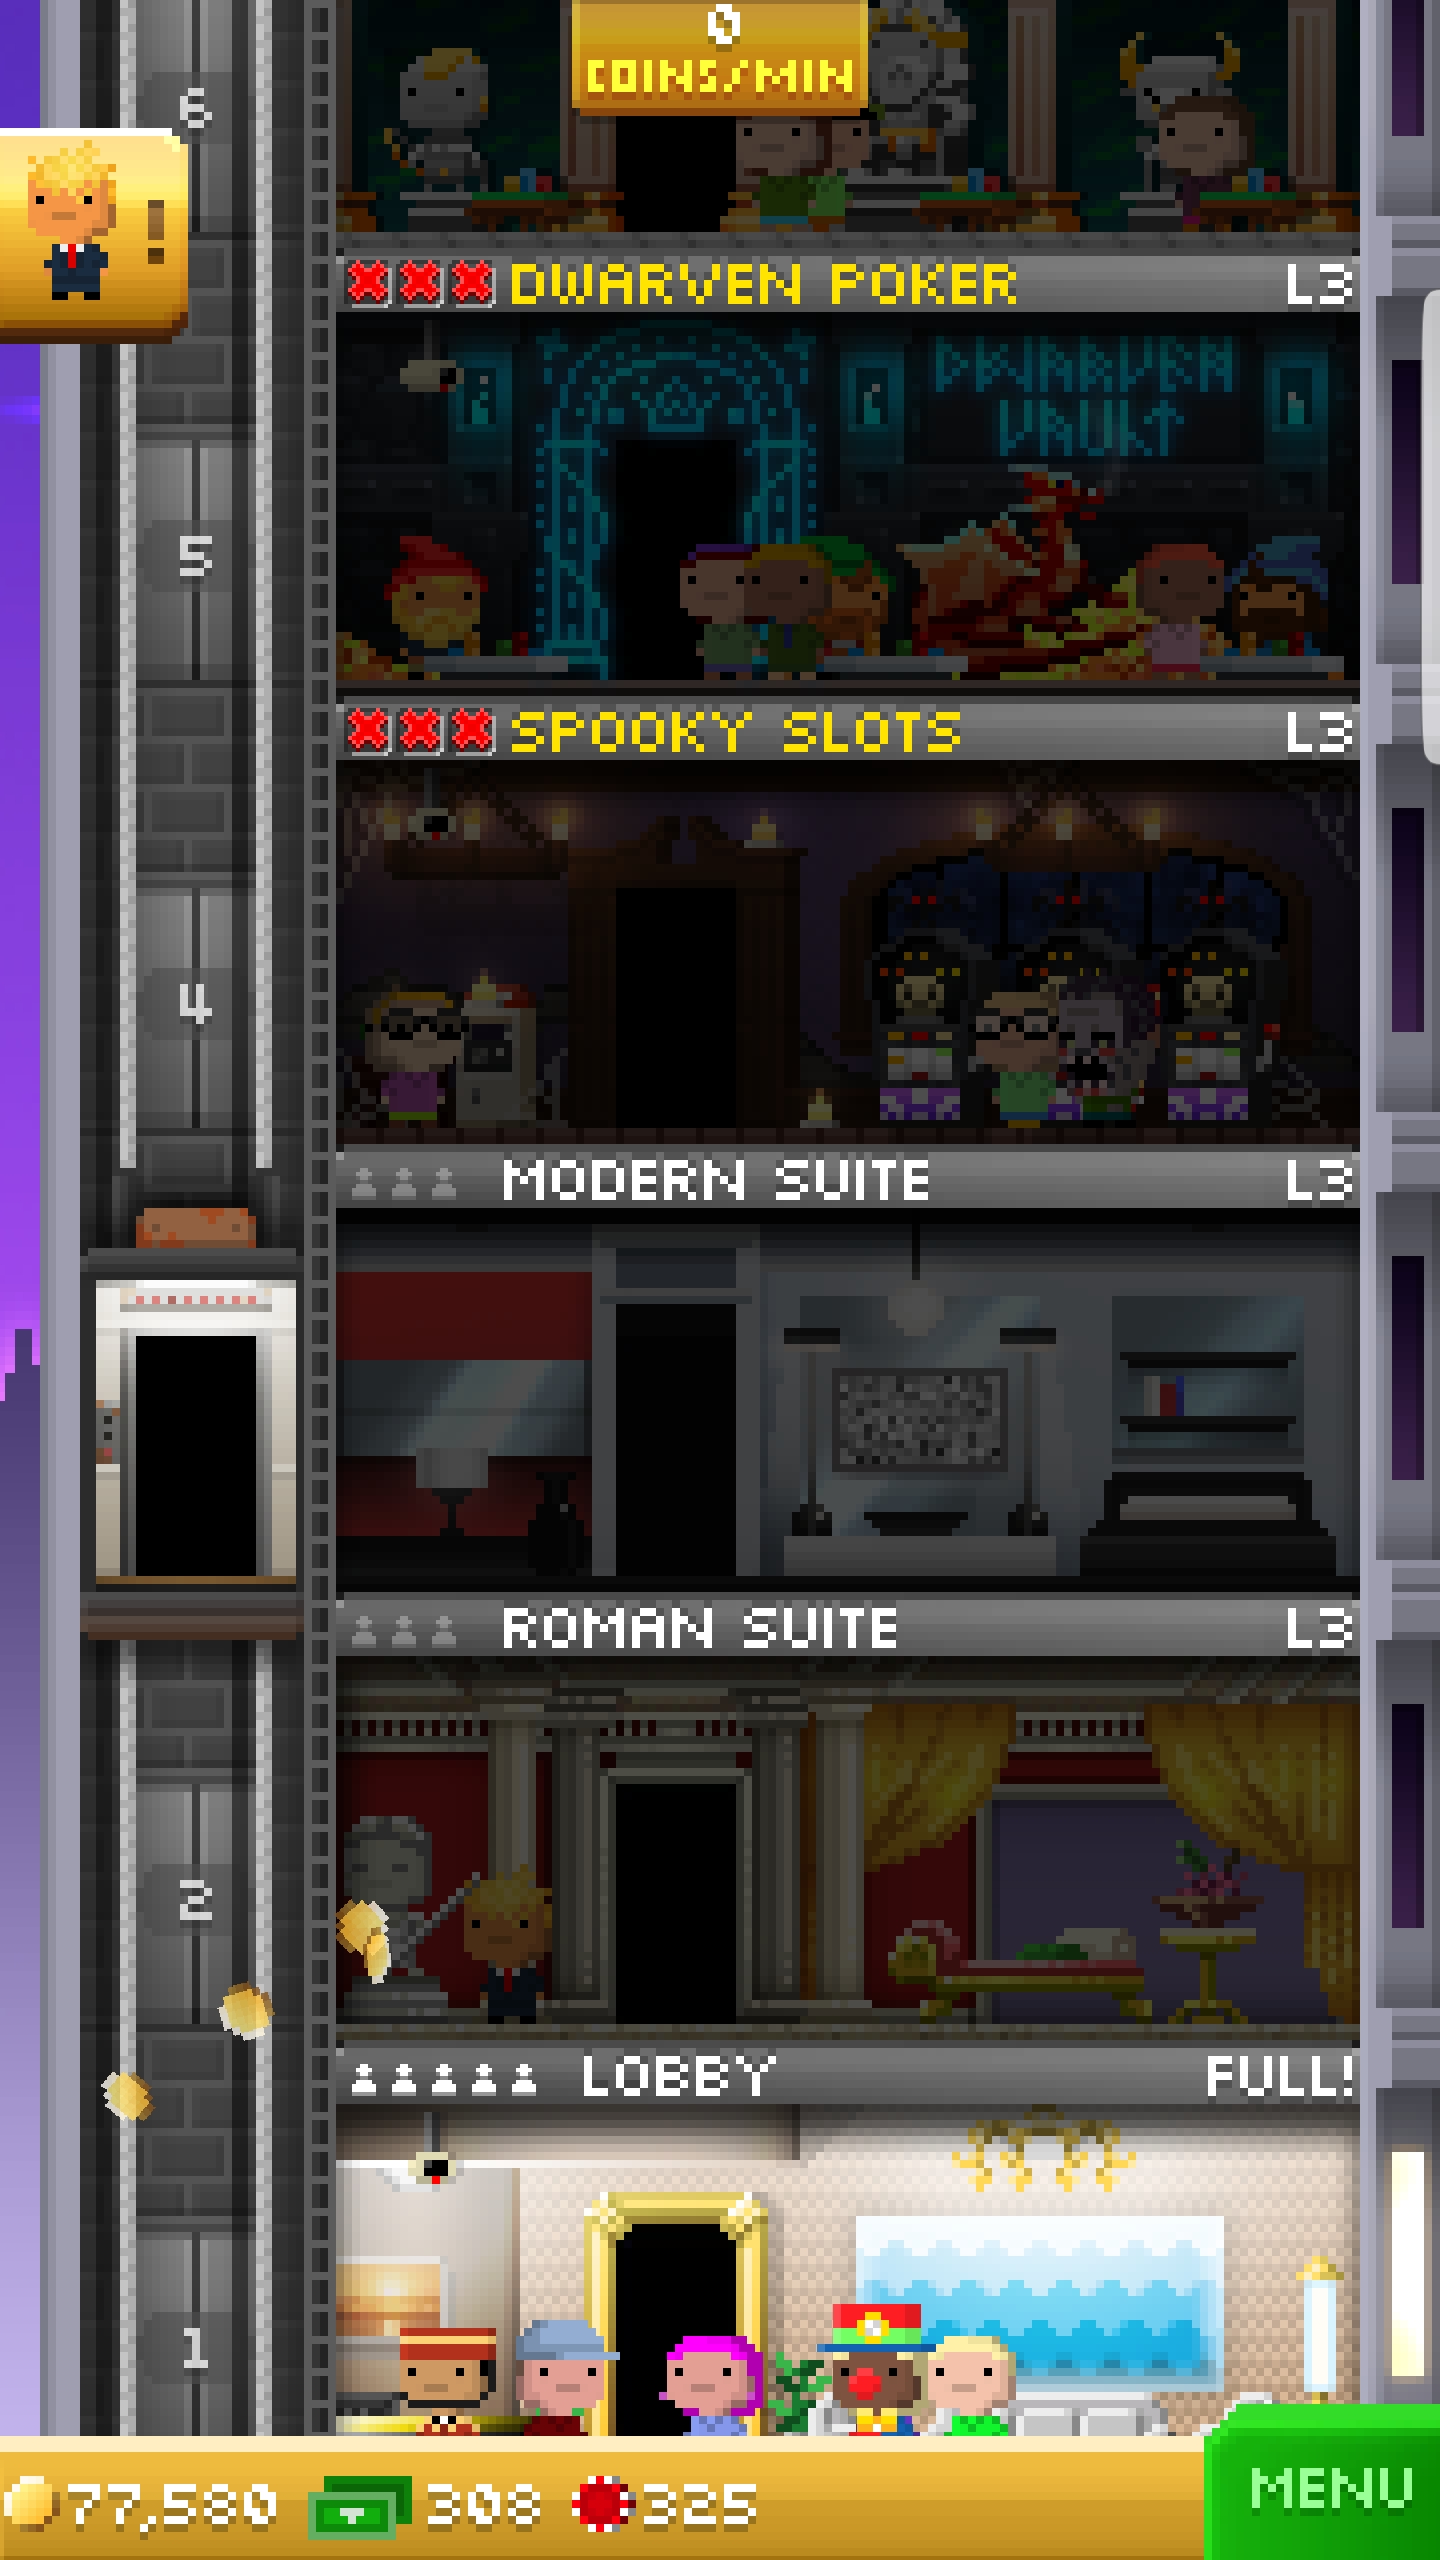 0
COINS/MIN
6
!
DWARVEN POKER L3
DWARVEN
VAULT
5
SPOOKY SLOTS L3
4
MODERN SUITE L3
ROMAN SUITE L3
2
LOBBY FULL!
1
77,580 308 325 MENU